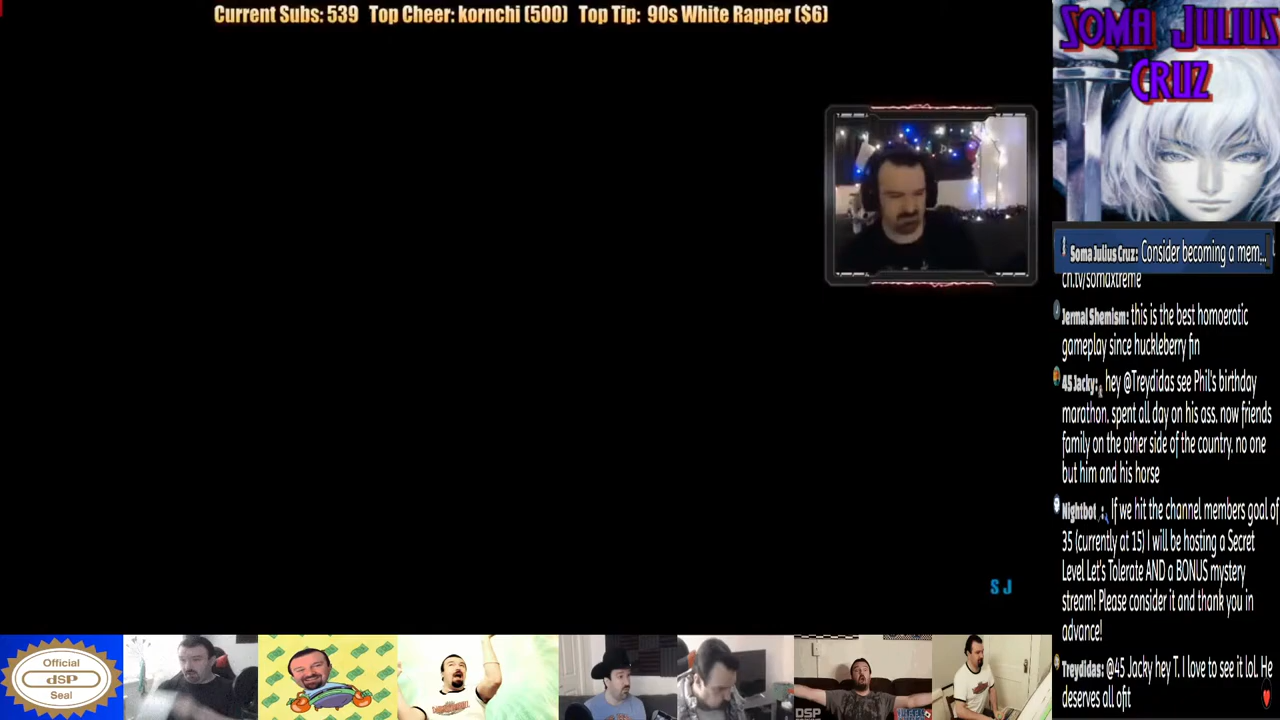 Current Subs: 539 Top Cheer: kornchi (500) Top Tip: 90s White Rapper ($6)
SOMA JULIUS
CRUZ
Soma Julius Cruz: Consider becoming a mem...
ch.tv/somaxtreme
Jermal Shemism: this is the best homoerotic
gameplay since huckleberry fin
45 Jacky: hey @Treydidas see Phil's birthday
marathon. spent all day on his ass. now friends
family on the other side of the country. no one
but him and his horse
Nightbot : If we hit the channel members goal of
35 (currently at 15) I will be hosting a Secret
Level Let's Tolerate AND a BONUS mystery
stream! Please consider it and thank you in
advance!
Treydidas: @45 Jacky hey T. I love to see it lol. He
deserves all ofit
S J
Official
dSP
Seal
DSP